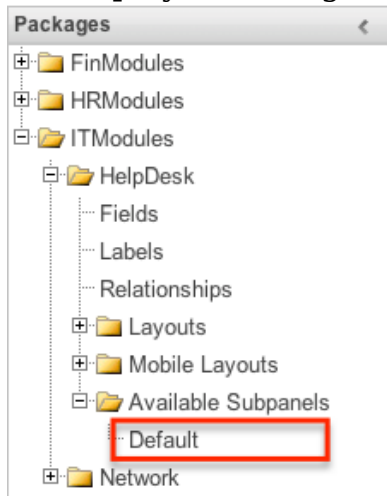 Packages
FinModules
HRModules
ITModules
HelpDesk
Fields
Labels
Relationships
Layouts
Mobile Layouts
Available Subpanels
Default
Network